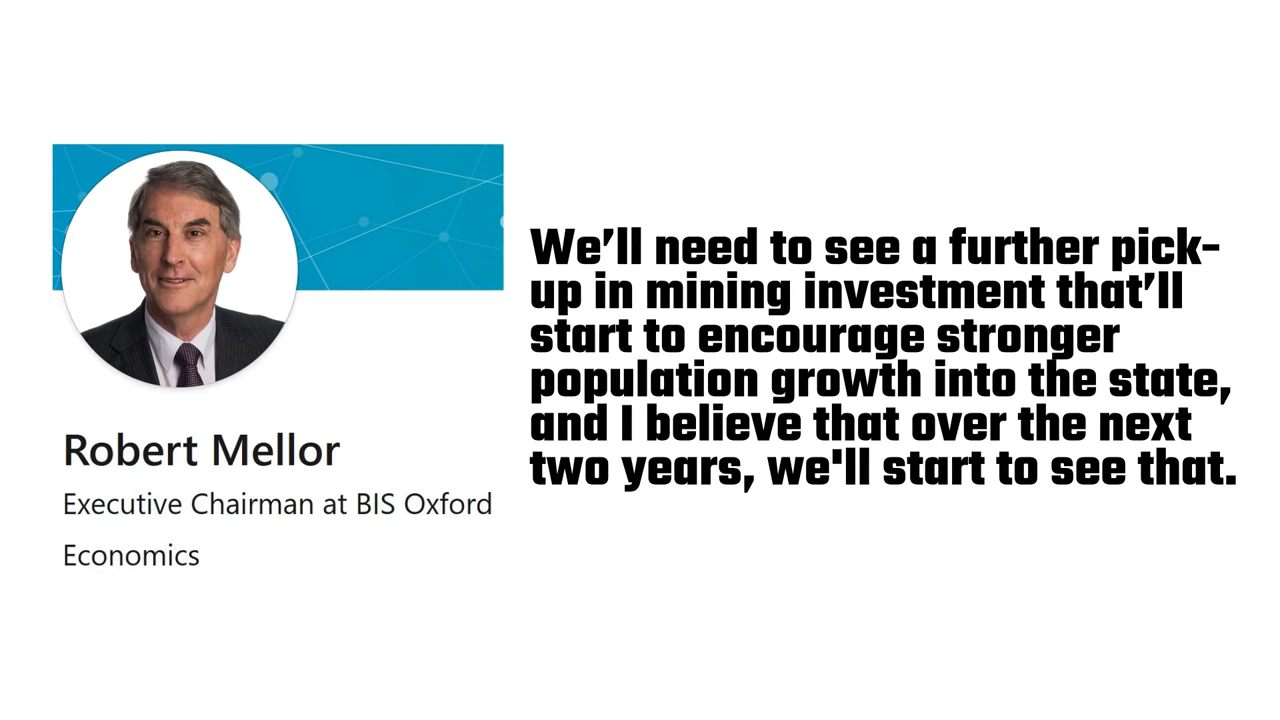 Robert Mellor
Executive Chairman at BIS Oxford
Economics
We’ll need to see a further pick-
up in mining investment that’ll
start to encourage stronger
population growth into the state,
and I believe that over the next
two years, we'll start to see that.